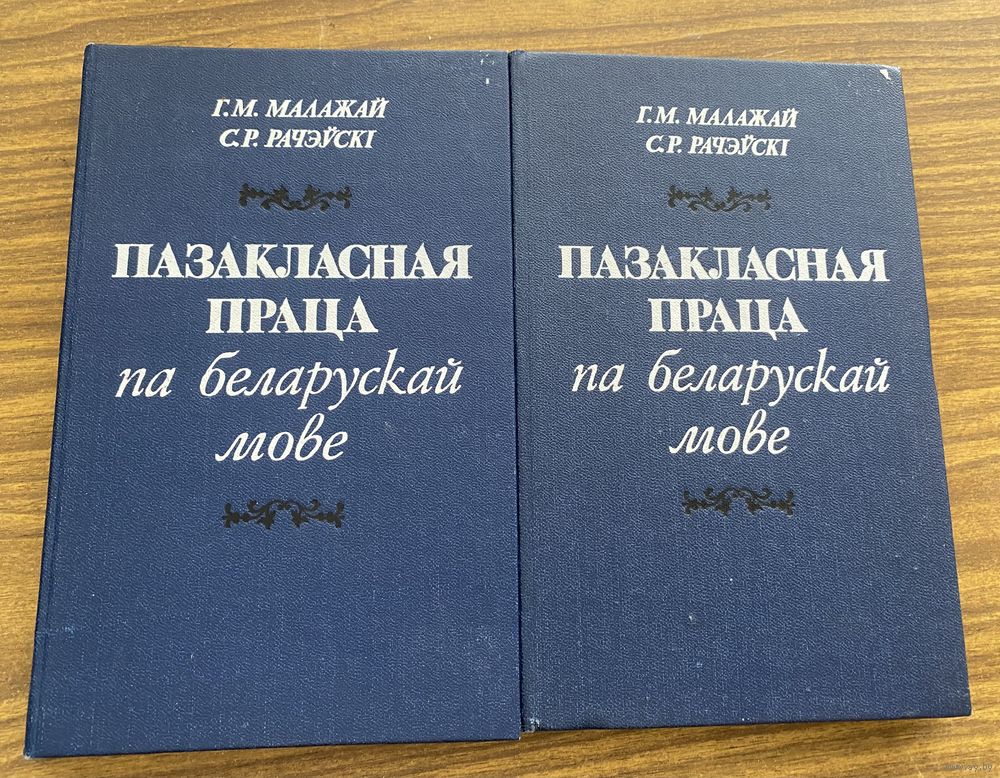 Г.М. МАЛАЖАЙ
С.Р. РАЧЭЎСКІ
ПАЗАКЛАСНАЯ
ПРАЦА
па беларускай
мове
Г.М. МАЛАЖАЙ
С.Р. РАЧЭЎСКІ
ПАЗАКЛАСНАЯ
ПРАЦА
па беларускай
мове